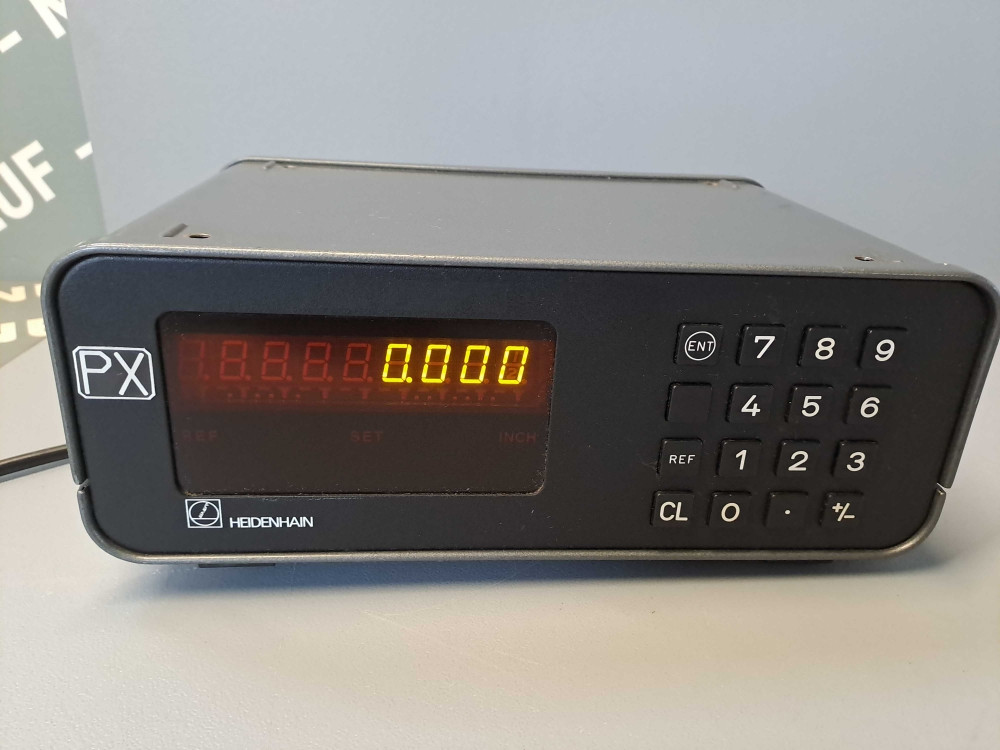 - M
UF -
PX
0.000
REF SET INCH
HEIDENHAIN
ENT 7 8 9
4 5 6
REF 1 2 3
CL 0 . +/-